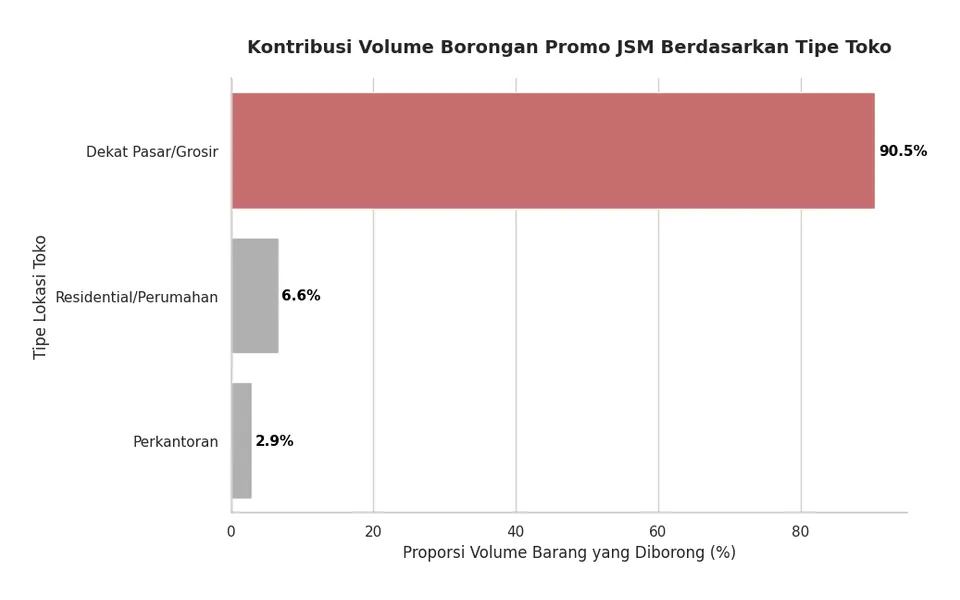 Kontribusi Volume Borongan Promo JSM Berdasarkan Tipe Toko
Tipe Lokasi Toko
Dekat Pasar/Grosir
90.5%
Residential/Perumahan
6.6%
Perkantoran
2.9%
0 20 40 60 80
Proporsi Volume Barang yang Diborong (%)